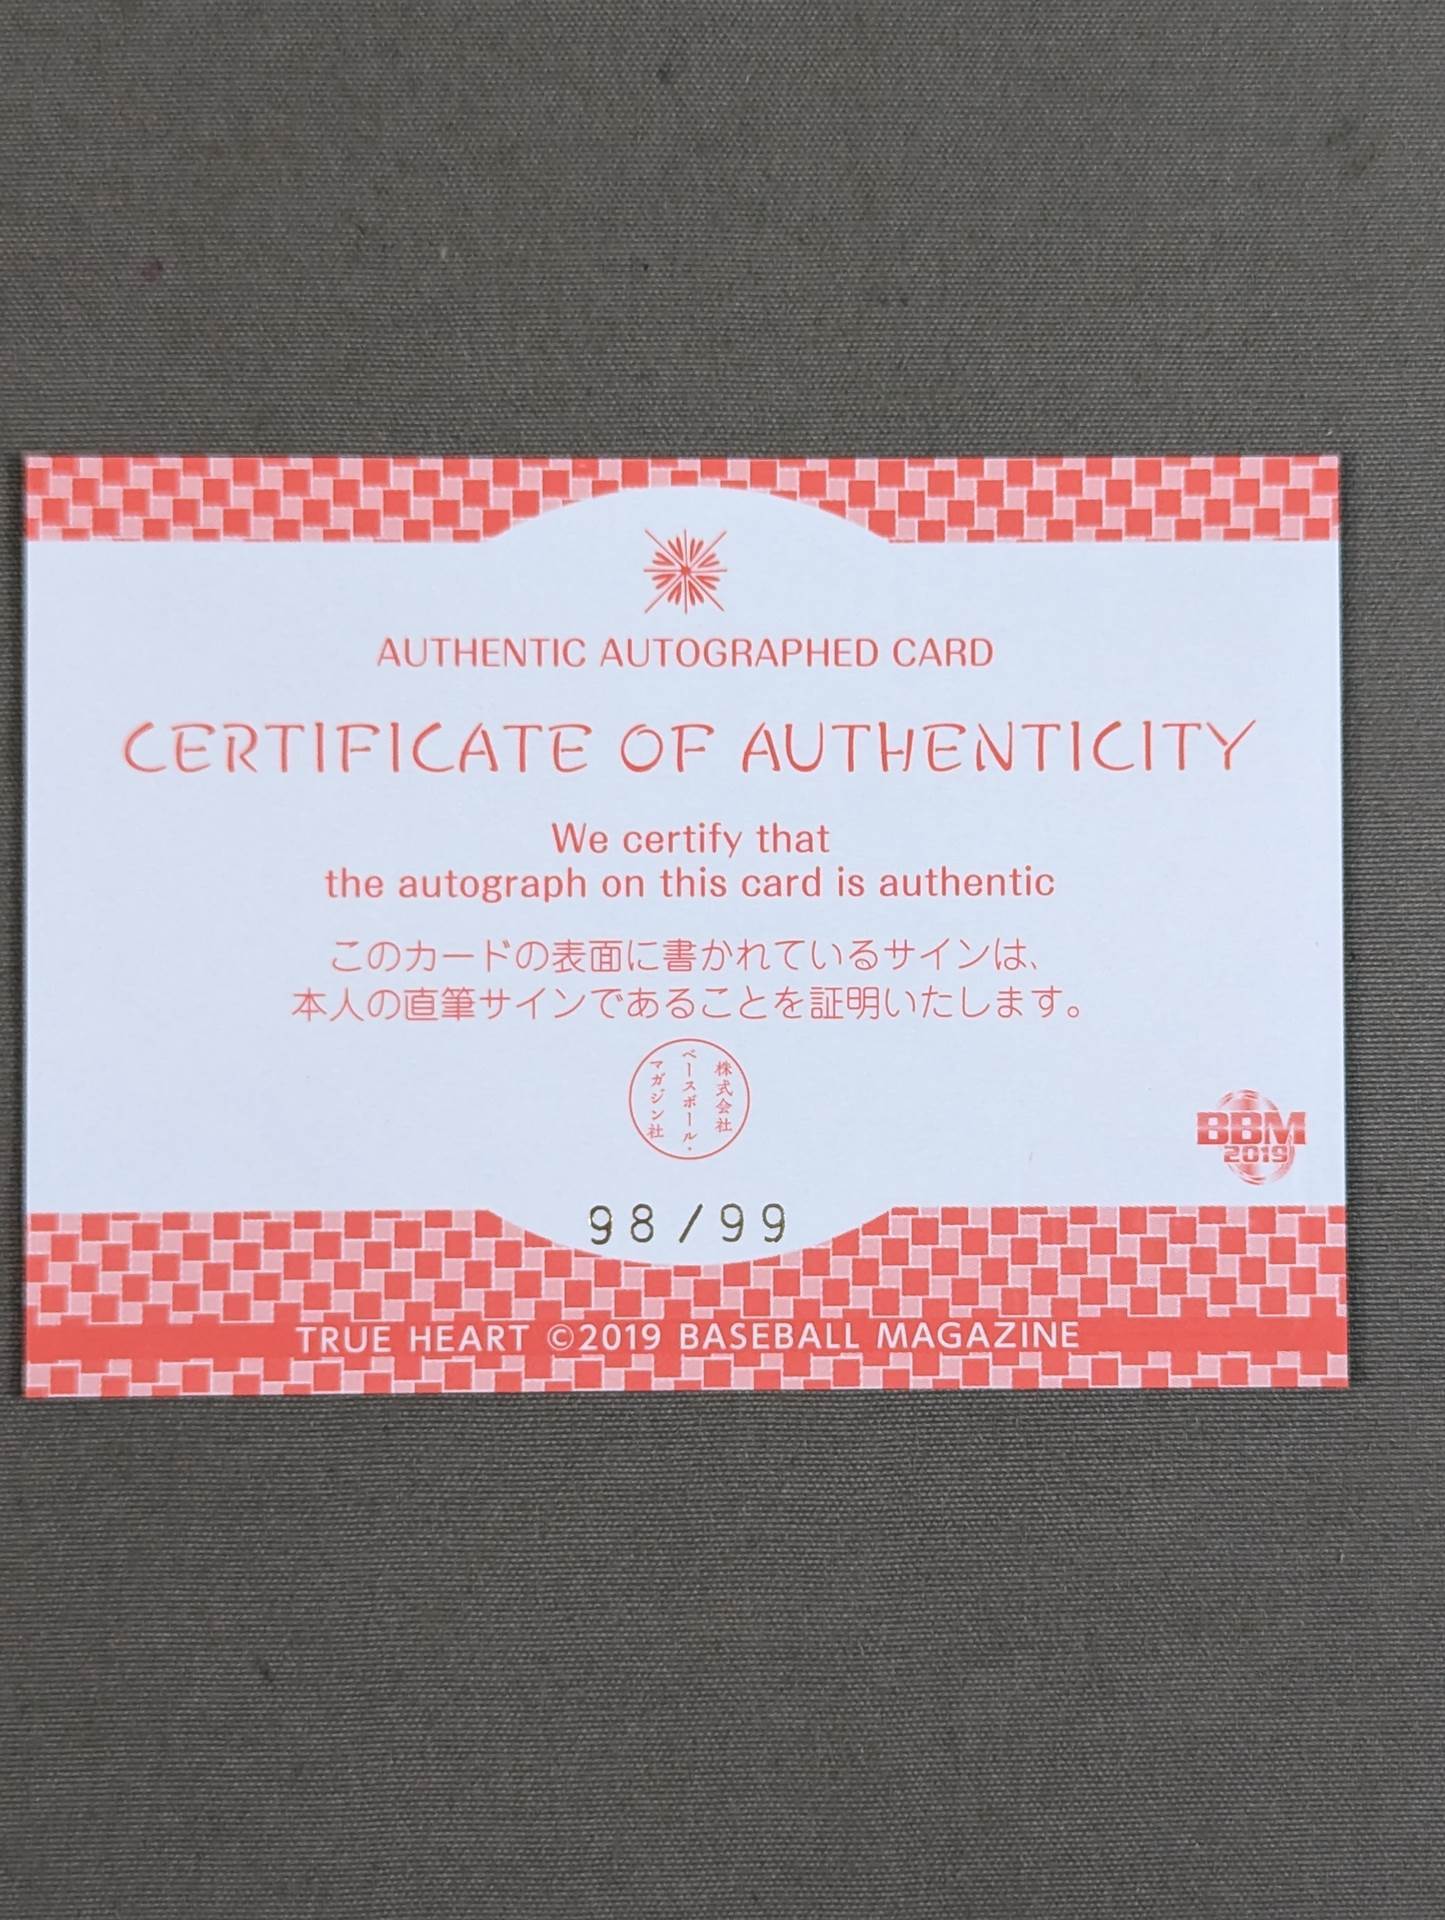 AUTHENTIC AUTOGRAPHED CARD
CERTIFICATE OF AUTHENTICITY
We certify that
the autograph on this card is authentic
このカードの表面に書かれているサインは、
本人の直筆サインであることを証明いたします。
株式会社
ベースボール・
マガジン社
BBM
2019
98/99
TRUE HEART ©2019 BASEBALL MAGAZINE